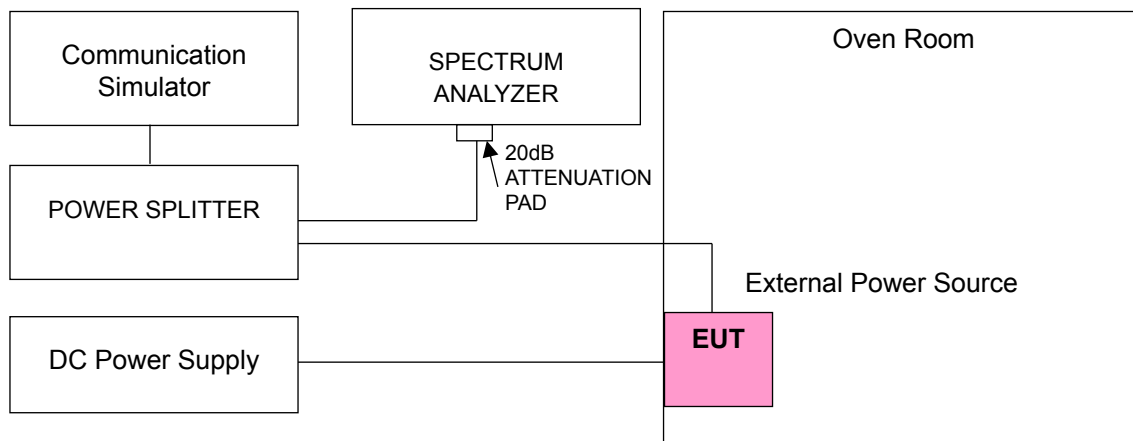 Communication
Simulator
SPECTRUM
ANALYZER
Oven Room
20dB
ATTENUATION
PAD
POWER SPLITTER
External Power Source
EUT
DC Power Supply